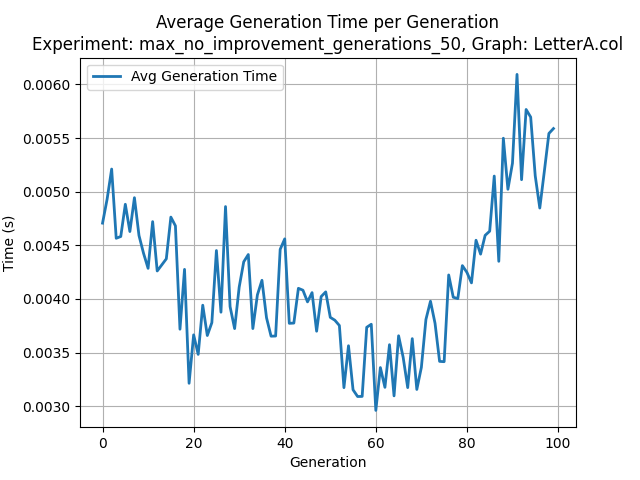 Average Generation Time per Generation
Experiment: max_no_improvement_generations_50, Graph: LetterA.col
Avg Generation Time
0.0060
0.0055
0.0050
0.0045
0.0040
0.0035
0.0030
Time (s)
0 20 40 60 80 100
Generation